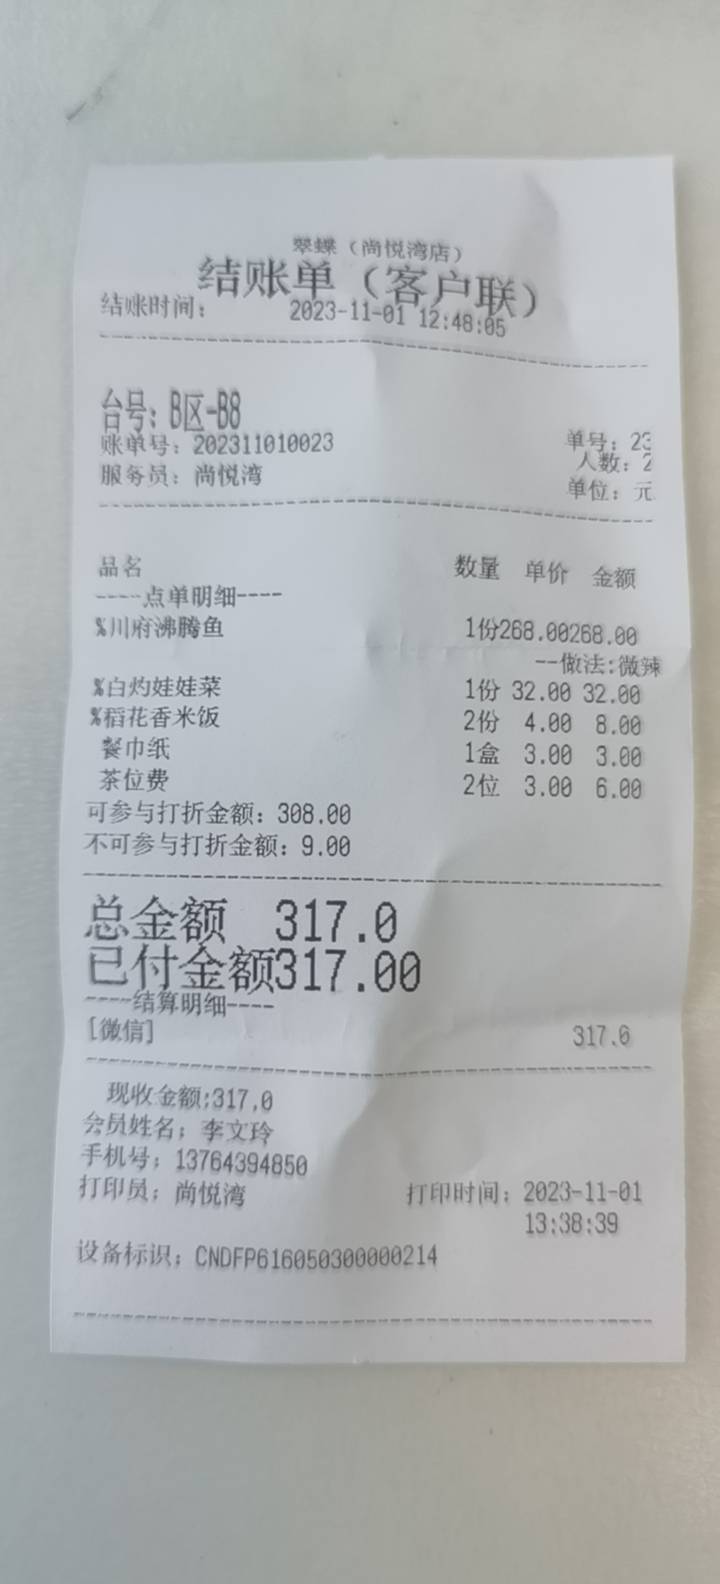 翠蝶（尚悦湾店）
结账单（客户联）
结账时间： 2023-11-01 12:48:05
台号：B区-B8
账单号：202311010023 单号：23
人数：2
服务员：尚悦湾 单位：元
品名 数量 单价 金额
----点单明细----
%川府沸腾鱼 1份268.00268.00
--做法:微辣
%白灼娃娃菜 1份 32.00 32.00
%稻花香米饭 2份 4.00 8.00
餐巾纸 1盒 3.00 3.00
茶位费 2位 3.00 6.00
可参与打折金额：308.00
不可参与打折金额：9.00
总金额 317.0
已付金额317.00
----结算明细----
[微信] 317.0
现收金额:317.0
会员姓名：李文玲
手机号：13764394850
打印员：尚悦湾 打印时间：2023-11-01
13:38:39
设备标识：CNDFP616050300000214